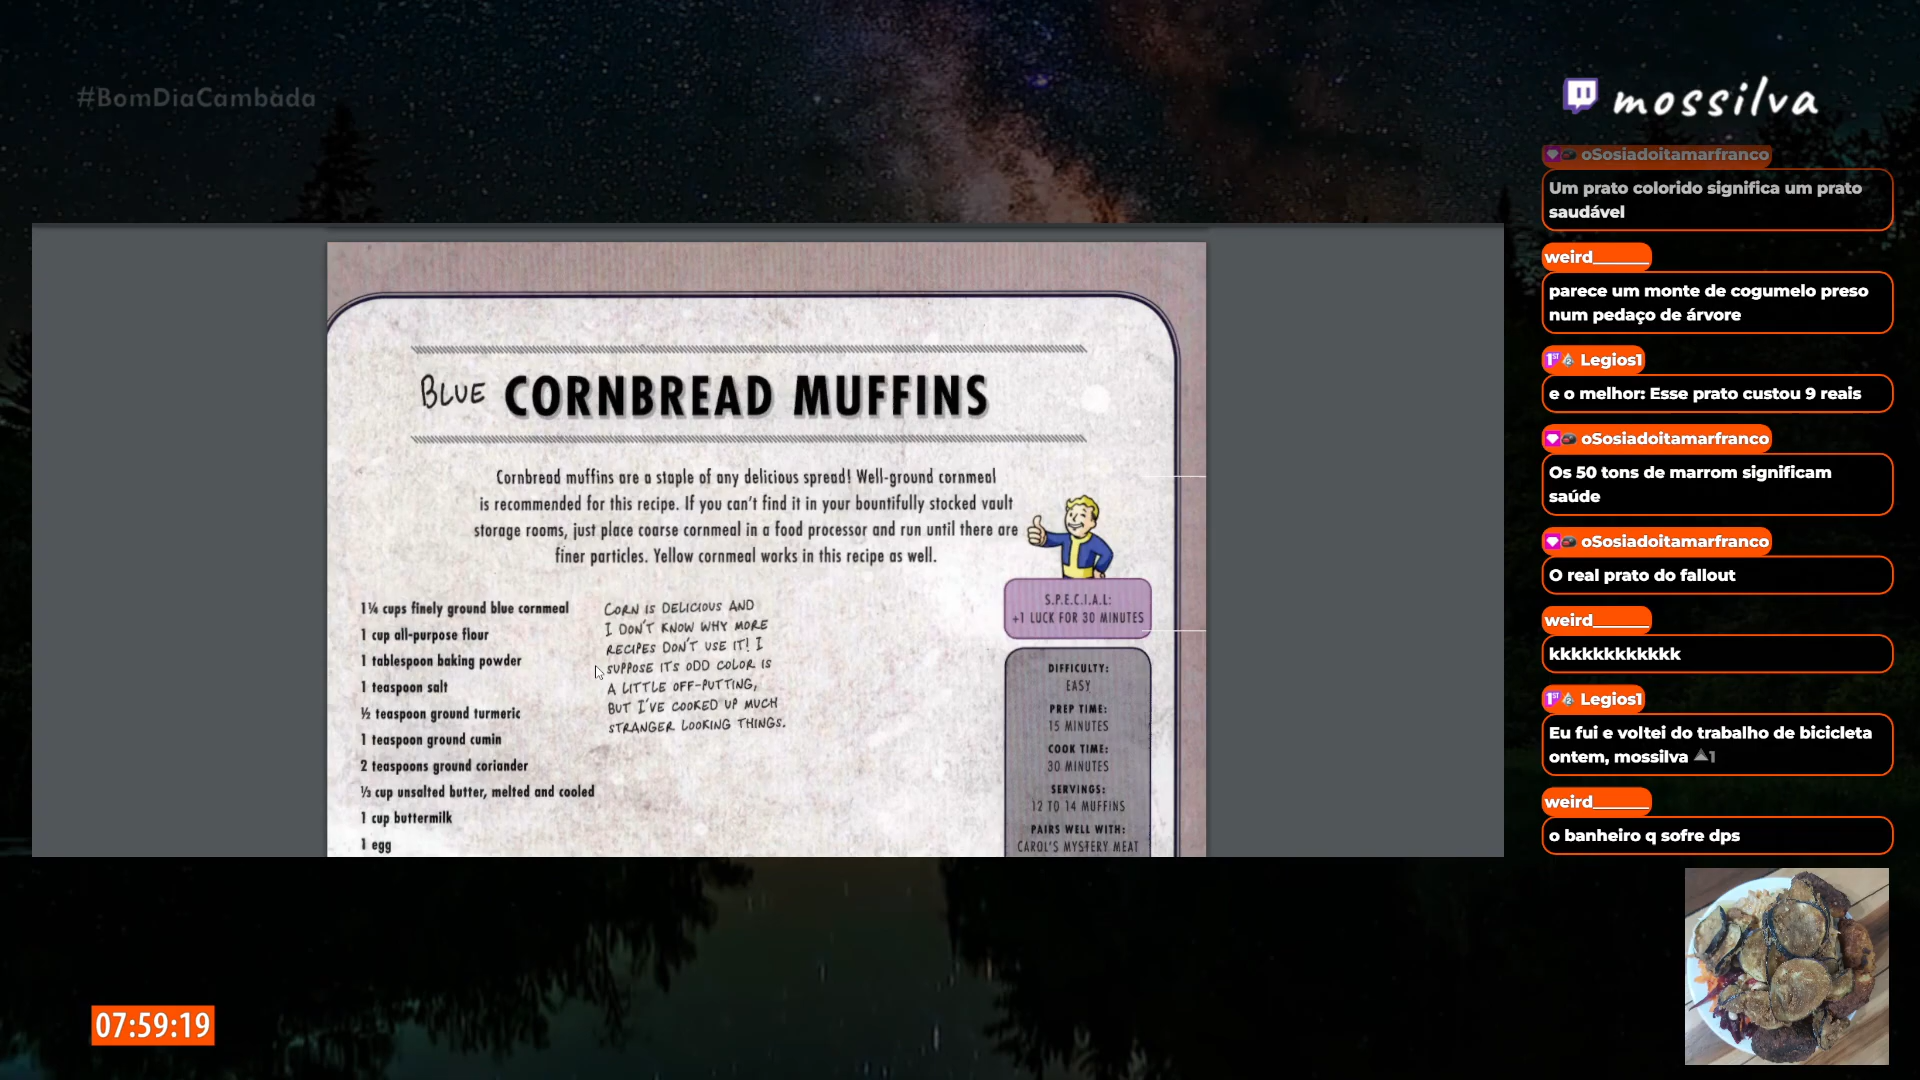 #BomDiaCambada
mossilva
oSosiadoitamarfranco
Um prato colorido significa um prato
saudável
weird______
parece um monte de cogumelo preso
num pedaço de árvore
1ST Legios1
e o melhor: Esse prato custou 9 reais
oSosiadoitamarfranco
Os 50 tons de marrom significam
saúde
oSosiadoitamarfranco
O real prato do fallout
weird______
kkkkkkkkkkkk
1ST Legios1
Eu fui e voltei do trabalho de bicicleta
ontem, mossilva 1
weird______
o banheiro q sofre dps
BLUE CORNBREAD MUFFINS
Cornbread muffins are a staple of any delicious spread! Well-ground cornmeal
is recommended for this recipe. If you can't find it in your bountifully stocked vault
storage rooms, just place coarse cornmeal in a food processor and run until there are
finer particles. Yellow cornmeal works in this recipe as well.
1¼ cups finely ground blue cornmeal
1 cup all-purpose flour
1 tablespoon baking powder
1 teaspoon salt
½ teaspoon ground turmeric
1 teaspoon ground cumin
2 teaspoons ground coriander
⅓ cup unsalted butter, melted and cooled
1 cup buttermilk
1 egg
CORN IS DELICIOUS AND
I DON'T KNOW WHY MORE
RECIPES DON'T USE IT! I
SUPPOSE ITS ODD COLOR IS
A LITTLE OFF-PUTTING,
BUT I'VE COOKED UP MUCH
STRANGER LOOKING THINGS.
S.P.E.C.I.A.L:
+1 LUCK FOR 30 MINUTES
DIFFICULTY:
EASY
PREP TIME:
15 MINUTES
COOK TIME:
30 MINUTES
SERVINGS:
12 TO 14 MUFFINS
PAIRS WELL WITH:
CAROL'S MYSTERY MEAT
07:59:19